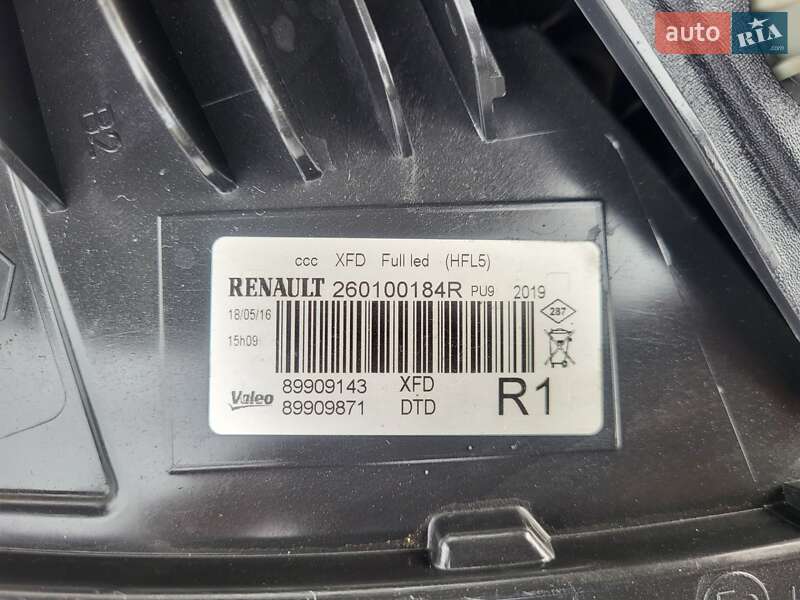 auto RIA.com
B2
ccc XFD Full led (HFL5)
RENAULT 260100184R PU9 2019
18/05/16
287
15h09
89909143 XFD
Valeo
89909871 DTD
R1